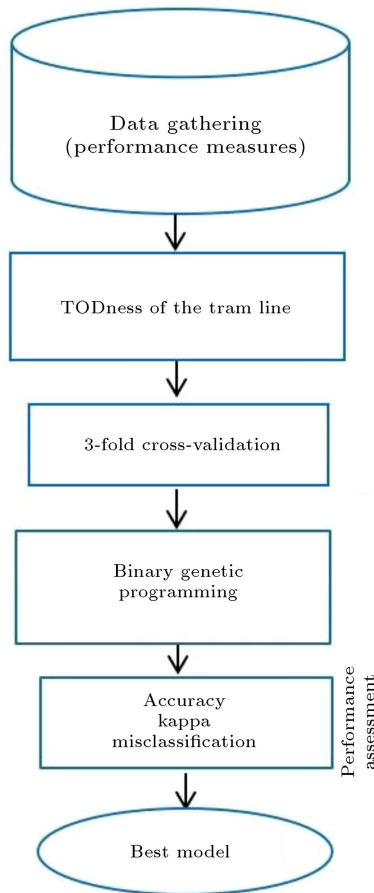 Data gathering
(performance measures)
TODness of the tram line
3-fold cross-validation
Binary genetic
programming
Accuracy
kappa
misclassification
Performance
assessment
Best model